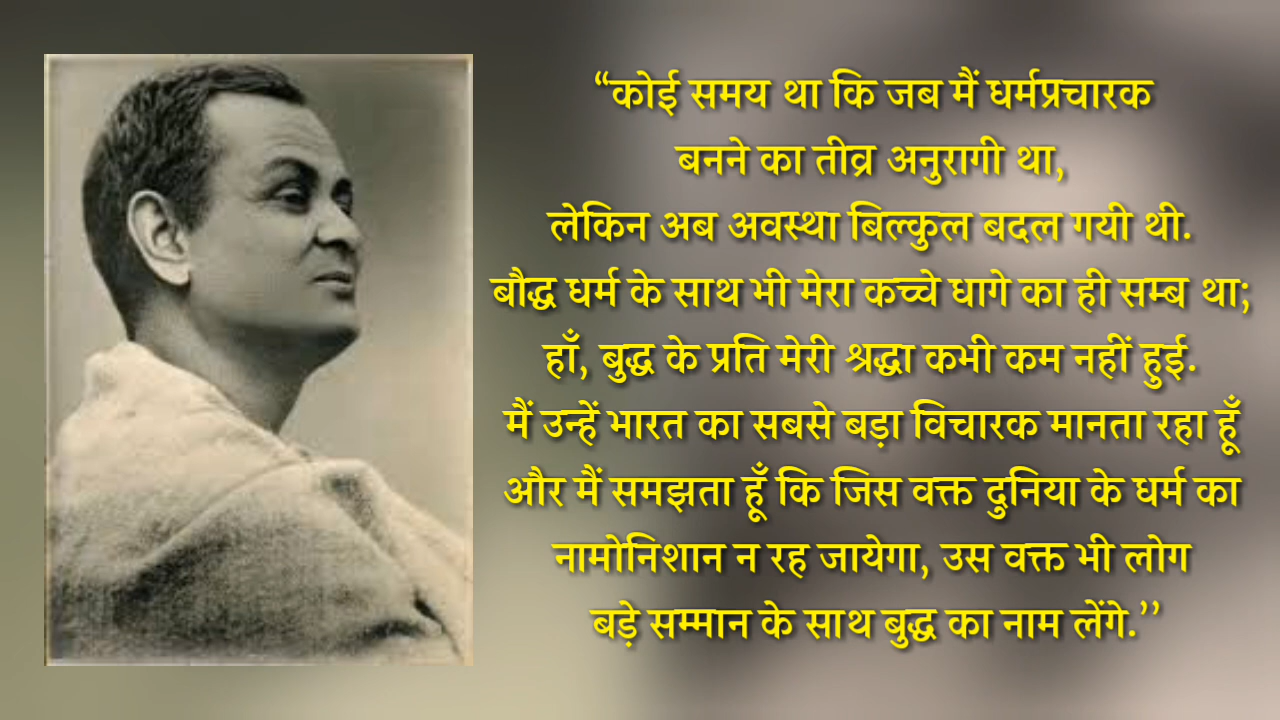 “कोई समय था कि जब मैं धर्मप्रचारक
बनने का तीव्र अनुरागी था,
लेकिन अब अवस्था बिल्कुल बदल गयी थी.
बौद्ध धर्म के साथ भी मेरा कच्चे धागे का ही सम्ब था;
हाँ, बुद्ध के प्रति मेरी श्रद्धा कभी कम नहीं हुई.
मैं उन्हें भारत का सबसे बड़ा विचारक मानता रहा हूँ
और मैं समझता हूँ कि जिस वक्त दुनिया के धर्म का
नामोनिशान न रह जायेगा, उस वक्त भी लोग
बड़े सम्मान के साथ बुद्ध का नाम लेंगे.’’